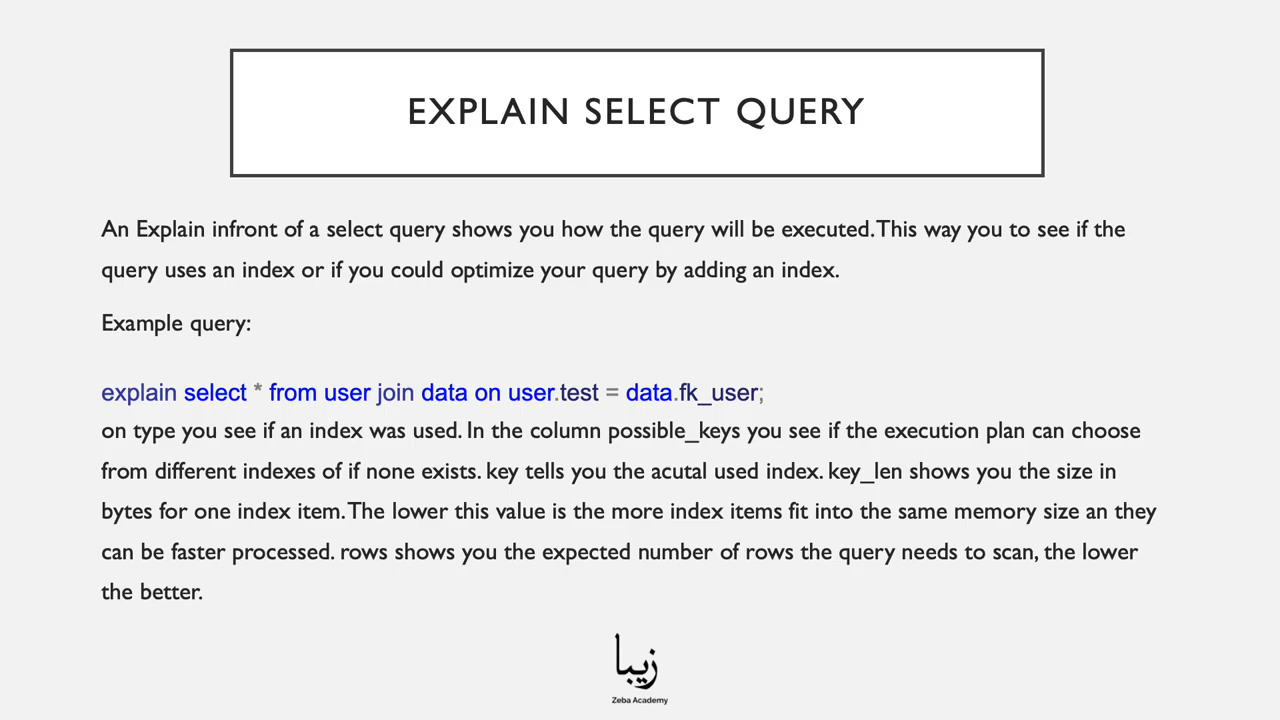 EXPLAIN SELECT QUERY
An Explain infront of a select query shows you how the query will be executed. This way you to see if the
query uses an index or if you could optimize your query by adding an index.
Example query:
explain select * from user join data on user.test = data.fk_user;
on type you see if an index was used. In the column possible_keys you see if the execution plan can choose
from different indexes of if none exists. key tells you the acutal used index. key_len shows you the size in
bytes for one index item. The lower this value is the more index items fit into the same memory size an they
can be faster processed. rows shows you the expected number of rows the query needs to scan, the lower
the better.
زیبا
Zeba Academy